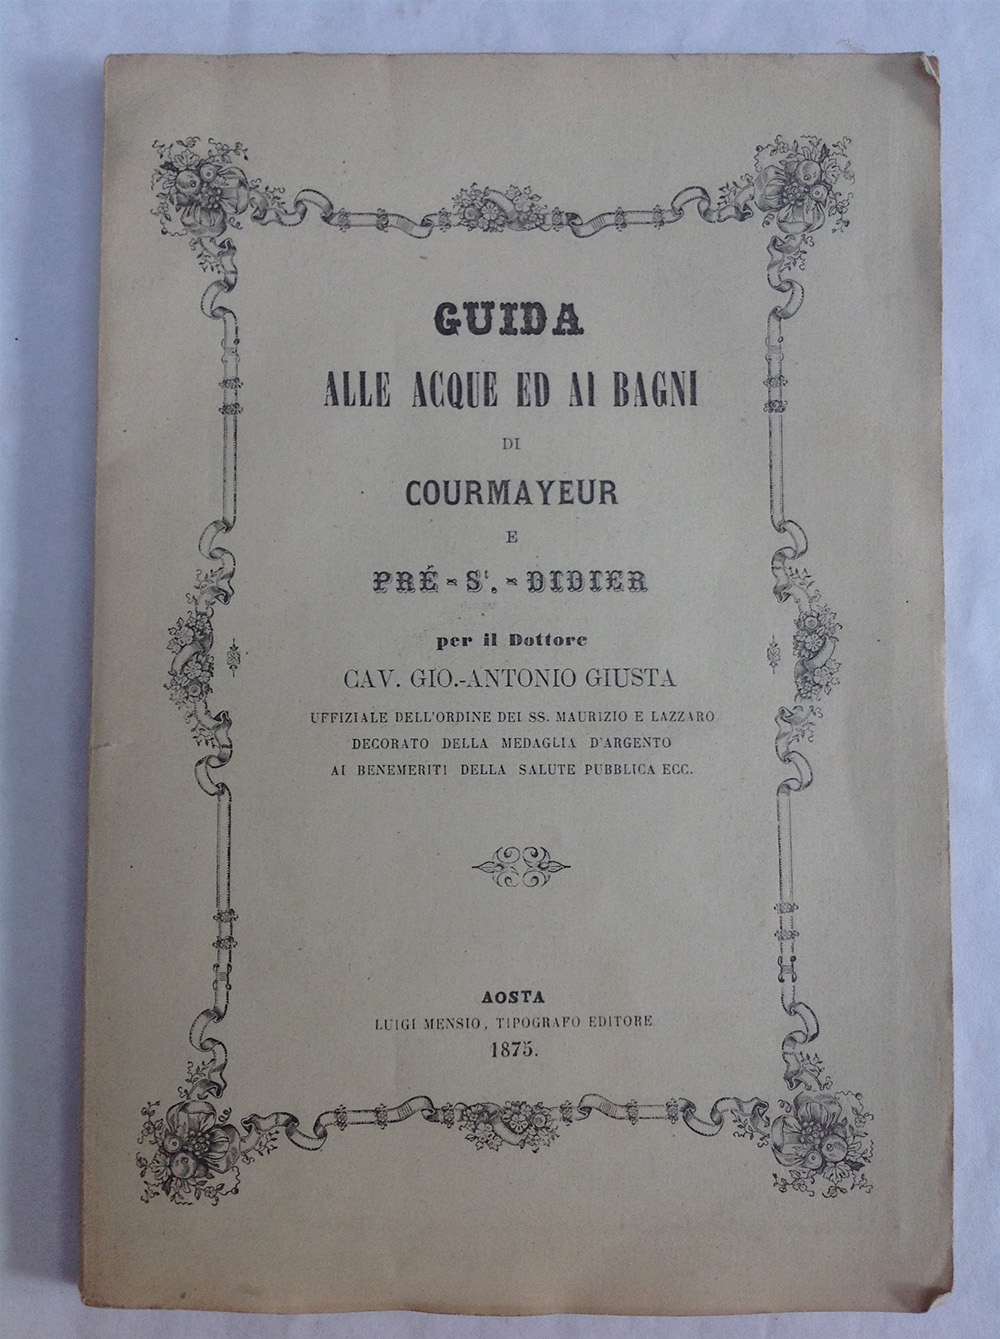 GUIDA
ALLE ACQUE ED AI BAGNI
DI
COURMAYEUR
E
PRÉ-St.-DIDIER
per il Dottore
CAV. GIO.-ANTONIO GIUSTA
UFFIZIALE DELL'ORDINE DEI SS. MAURIZIO E LAZZARO
DECORATO DELLA MEDAGLIA D'ARGENTO
AI BENEMERITI DELLA SALUTE PUBBLICA ECC.
AOSTA
LUIGI MENSIO, TIPOGRAFO EDITORE
1875.